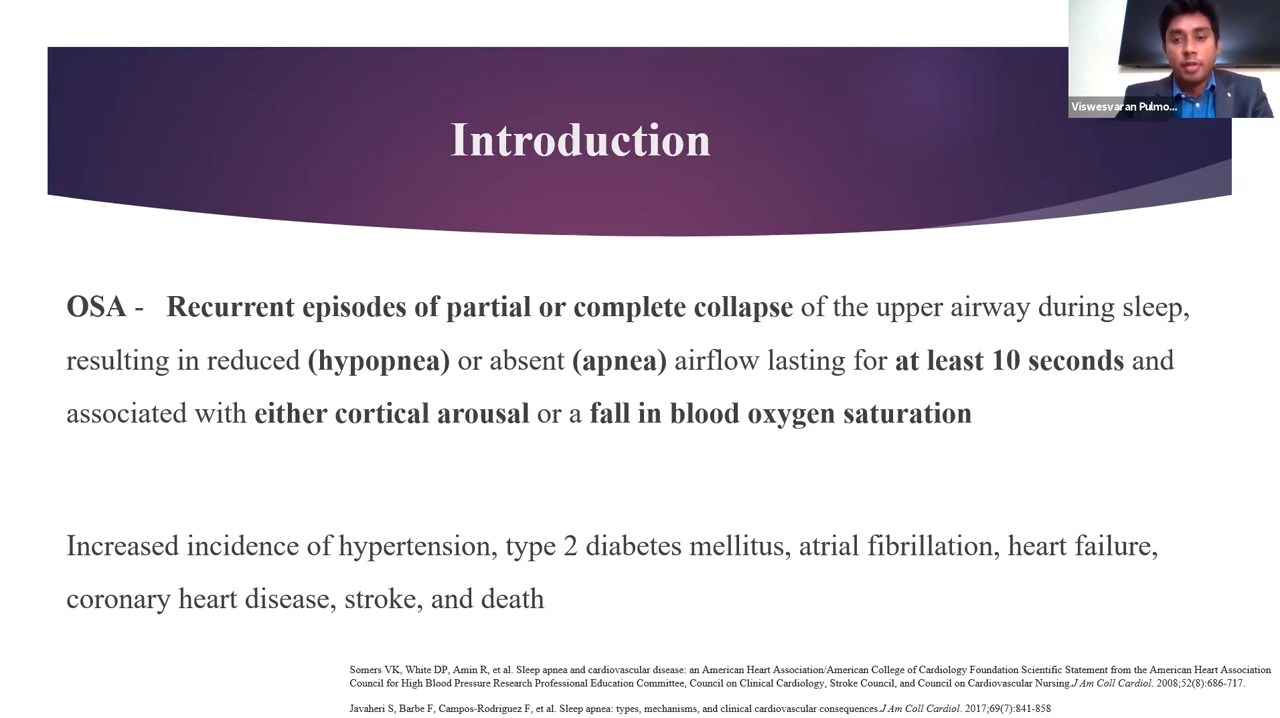 Viswesvaran Pulmo...
Introduction
OSA -   Recurrent episodes of partial or complete collapse of the upper airway during sleep,
resulting in reduced (hypopnea) or absent (apnea) airflow lasting for at least 10 seconds and
associated with either cortical arousal or a fall in blood oxygen saturation
Increased incidence of hypertension, type 2 diabetes mellitus, atrial fibrillation, heart failure,
coronary heart disease, stroke, and death
Somers VK, White DP, Amin R, et al. Sleep apnea and cardiovascular disease: an American Heart Association/American College of Cardiology Foundation Scientific Statement from the American Heart Association
Council for High Blood Pressure Research Professional Education Committee, Council on Clinical Cardiology, Stroke Council, and Council on Cardiovascular Nursing.J Am Coll Cardiol. 2008;52(8):686-717.
Javaheri S, Barbe F, Campos-Rodriguez F, et al. Sleep apnea: types, mechanisms, and clinical cardiovascular consequences.J Am Coll Cardiol. 2017;69(7):841-858